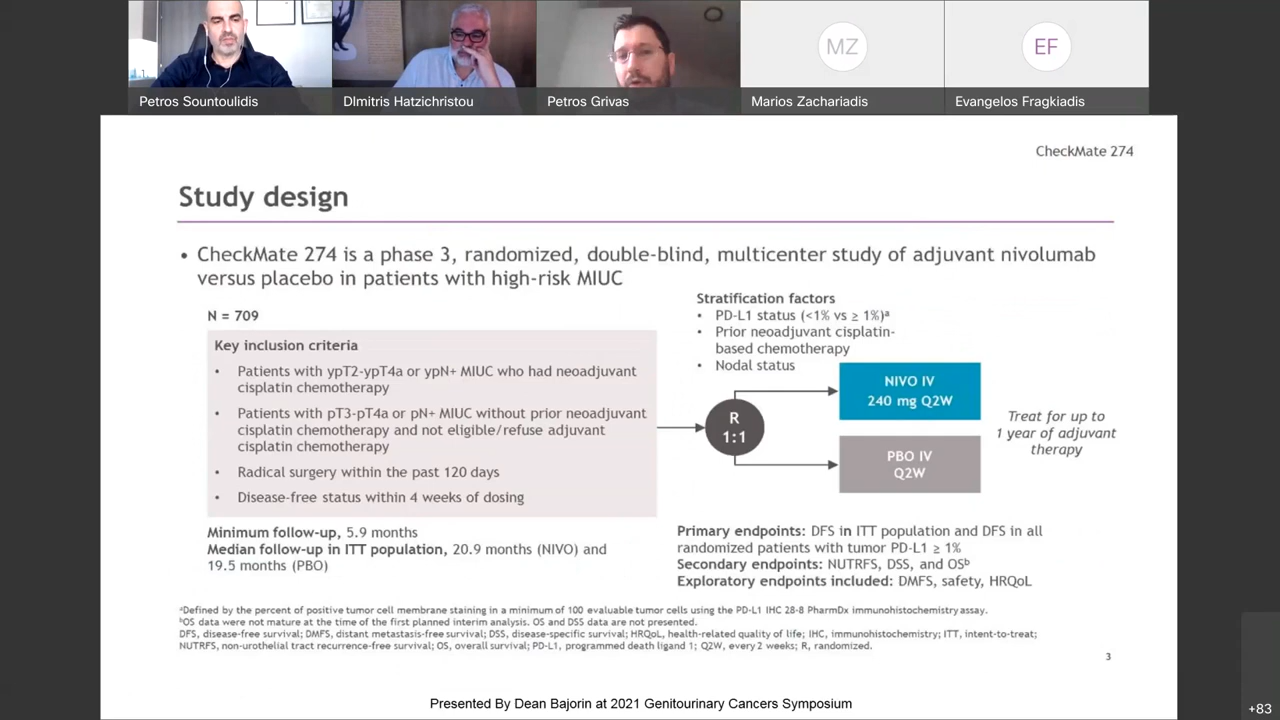 Petros Sountoulidis
DImitris Hatzichristou
Petros Grivas
MZ
Marios Zachariadis
EF
Evangelos Fragkiadis
CheckMate 274
Study design
• CheckMate 274 is a phase 3, randomized, double-blind, multicenter study of adjuvant nivolumab
versus placebo in patients with high-risk MIUC
N = 709
Key inclusion criteria
• Patients with ypT2-ypT4a or ypN+ MIUC who had neoadjuvant
cisplatin chemotherapy
• Patients with pT3-pT4a or pN+ MIUC without prior neoadjuvant
cisplatin chemotherapy and not eligible/refuse adjuvant
cisplatin chemotherapy
• Radical surgery within the past 120 days
• Disease-free status within 4 weeks of dosing
Minimum follow-up, 5.9 months
Median follow-up in ITT population, 20.9 months (NIVO) and
19.5 months (PBO)
Stratification factors
• PD-L1 status (<1% vs ≥ 1%)ᵃ
• Prior neoadjuvant cisplatin-
based chemotherapy
• Nodal status
R
1:1
NIVO IV
240 mg Q2W
PBO IV
Q2W
Treat for up to
1 year of adjuvant
therapy
Primary endpoints: DFS in ITT population and DFS in all
randomized patients with tumor PD-L1 ≥ 1%
Secondary endpoints: NUTRFS, DSS, and OSᵇ
Exploratory endpoints included: DMFS, safety, HRQoL
ᵃDefined by the percent of positive tumor cell membrane staining in a minimum of 100 evaluable tumor cells using the PD-L1 IHC 28-8 PharmDx immunohistochemistry assay.
ᵇOS data were not mature at the time of the first planned interim analysis. OS and DSS data are not presented.
DFS, disease-free survival; DMFS, distant metastasis-free survival; DSS, disease-specific survival; HRQoL, health-related quality of life; IHC, immunohistochemistry; ITT, intent-to-treat;
NUTRFS, non-urothelial tract recurrence-free survival; OS, overall survival; PD-L1, programmed death ligand 1; Q2W, every 2 weeks; R, randomized.
3
Presented By Dean Bajorin at 2021 Genitourinary Cancers Symposium
+83